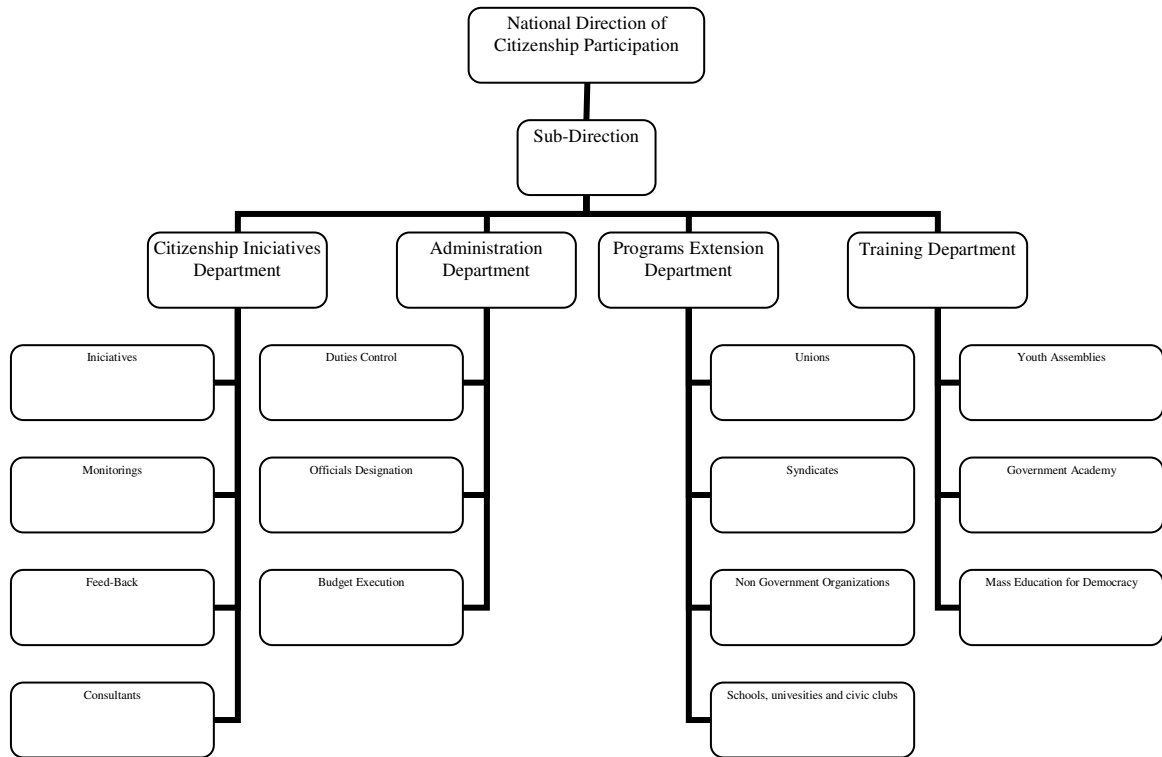 National Direction of
Citizenship Participation
Sub-Direction
Citizenship Iniciatives
Department
Administration
Department
Programs Extension
Department
Training Department
Iniciatives
Duties Control
Unions
Youth Assemblies
Monitorings
Officials Designation
Syndicates
Government Academy
Feed-Back
Budget Execution
Non Government Organizations
Mass Education for Democracy
Consultants
Schools, univesities and civic clubs